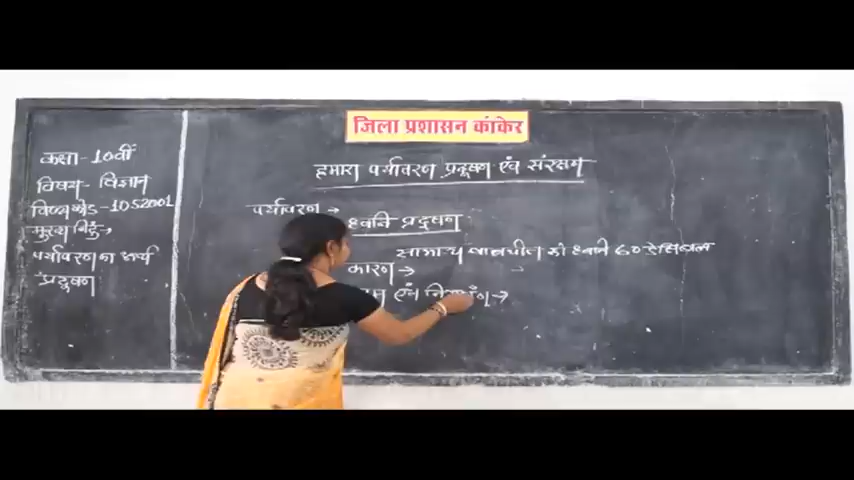 जिला प्रशासन कांकेर
हमारा पर्यावरण प्रदूषण एवं संरक्षण
कक्षा - 10वीं
विषय - विज्ञान
विषय कोड - 1052001
मुख्य बिंदु →
पर्यावरण का अर्थ
प्रदूषण
पर्यावरण →
ध्वनि प्रदूषण
सामान्य बातचीत की ध्वनि 60 डेसिबल
कारण →
एवं →